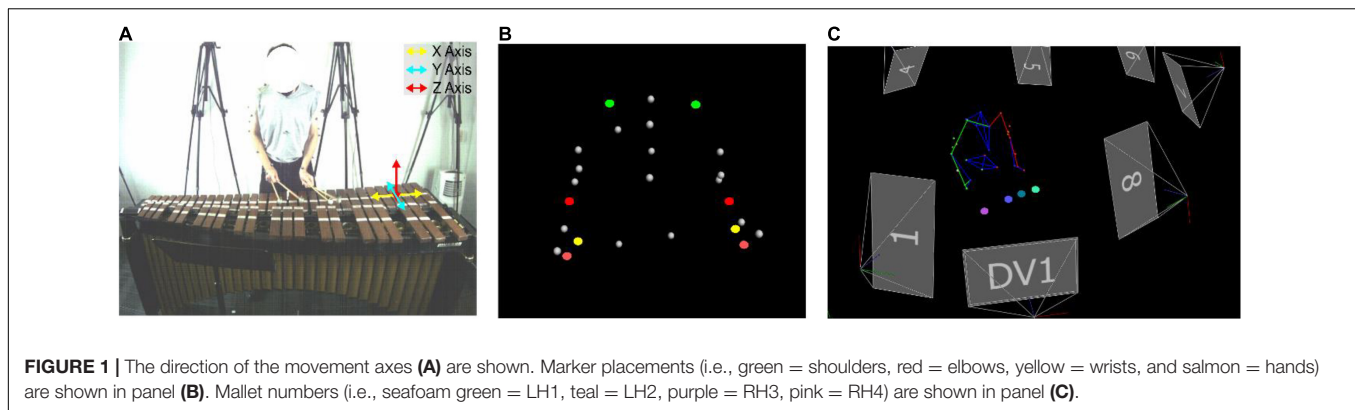 A
X Axis
Y Axis
Z Axis
B
C
4
5
6
7
8
1
DV1
FIGURE 1 | The direction of the movement axes (A) are shown. Marker placements (i.e., green = shoulders, red = elbows, yellow = wrists, and salmon = hands)
are shown in panel (B). Mallet numbers (i.e., seafoam green = LH1, teal = LH2, purple = RH3, pink = RH4) are shown in panel (C).